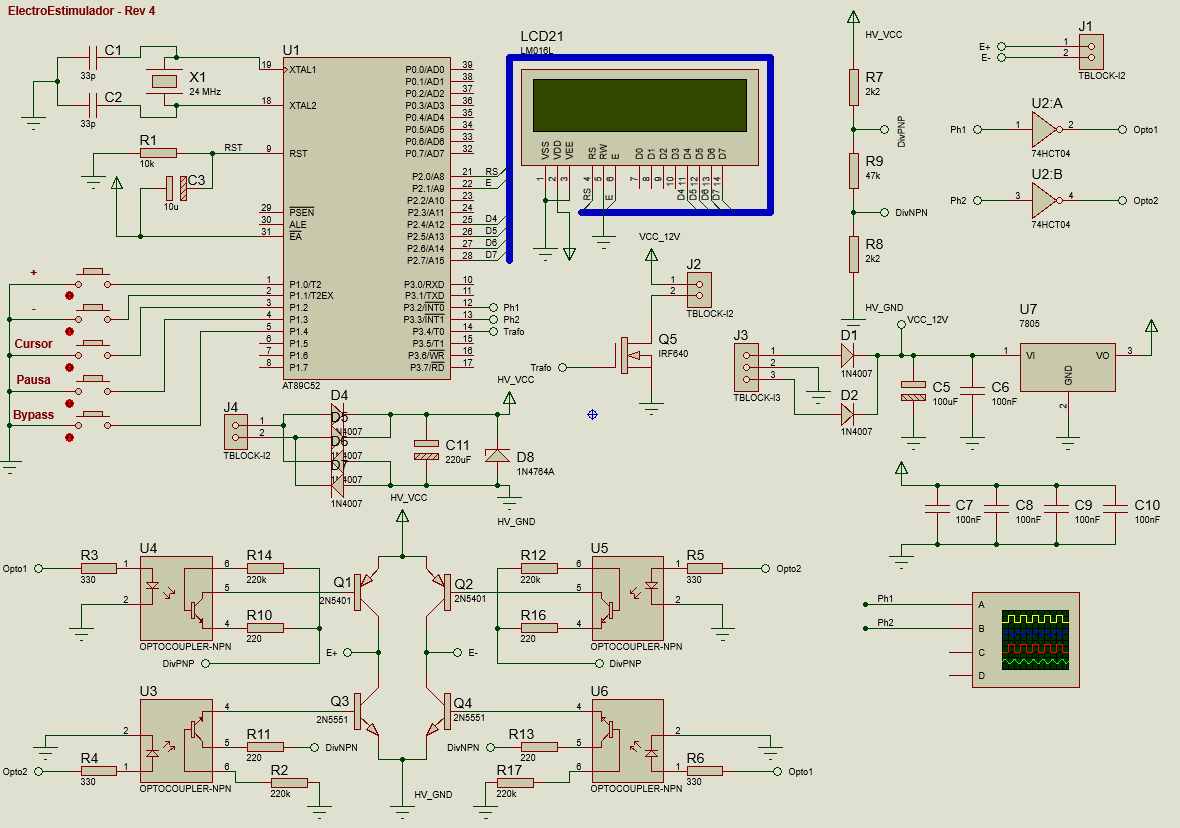 ElectroEstimulador - Rev 4
C1
33p
C2
33p
X1
24 MHz
R1
10k
RST
C3
10u
U1
19 XTAL1
18 XTAL2
9 RST
29 PSEN
30 ALE
31 EA
1 P1.0/T2
2 P1.1/T2EX
3 P1.2
4 P1.3
5 P1.4
6 P1.5
7 P1.6
8 P1.7
P0.0/AD0 39
P0.1/AD1 38
P0.2/AD2 37
P0.3/AD3 36
P0.4/AD4 35
P0.5/AD5 34
P0.6/AD6 33
P0.7/AD7 32
P2.0/A8 21 RS
P2.1/A9 22 E
P2.2/A10 23
P2.3/A11 24
P2.4/A12 25 D4
P2.5/A13 26 D5
P2.6/A14 27 D6
P2.7/A15 28 D7
P3.0/RXD 10
P3.1/TXD 11
P3.2/INT0 12 Ph1
P3.3/INT1 13 Ph2
P3.4/T0 14 Trafo
P3.5/T1 15
P3.6/WR 16
P3.7/RD 17
AT89C52
+
-
Cursor
Pausa
Bypass
LCD21
LM016L
VSS VDD VEE RS RW E D0 D1 D2 D3 D4 D5 D6 D7
1 2 3 4 5 6 7 8 9 10 11 12 13 14
RS E D4 D5 D6 D7
VCC_12V
J2
1
2
TBLOCK-I2
Q5
IRF640
Trafo
HV_VCC
R7
2k2
DivPNP
R9
47k
DivNPN
R8
2k2
HV_GND
J1
E+ 1
E- 2
TBLOCK-I2
U2:A
Ph1 1 2 Opto1
74HCT04
U2:B
Ph2 3 4 Opto2
74HCT04
J3
1
2
3
TBLOCK-I3
D1
1N4007
D2
1N4007
VCC_12V
C5
100uF
C6
100nF
U7
7805
1 VI VO 3
GND
2
C7
100nF
C8
100nF
C9
100nF
C10
100nF
J4
1
2
TBLOCK-I2
D4
D5
1N4007
D6
1N4007
D7
1N4007
1N4007
C11
220uF
D8
1N4764A
HV_VCC
HV_GND
HV_VCC
Opto1
R3
330
U4
1
2
6
5
4
OPTOCOUPLER-NPN
R14
220k
R10
220
DivPNP
Q1
2N5401
Q2
2N5401
E+
E-
R12
220k
R16
220
DivPNP
U5
6
5
4
1
2
OPTOCOUPLER-NPN
R5
330
Opto2
U3
2
1
4
5
6
OPTOCOUPLER-NPN
Opto2
R4
330
R11
220
DivNPN
R2
220k
Q3
2N5551
Q4
2N5551
HV_GND
DivNPN
R13
220
R17
220k
U6
4
5
6
2
1
OPTOCOUPLER-NPN
R6
330
Opto1
Ph1 A
Ph2 B
C
D